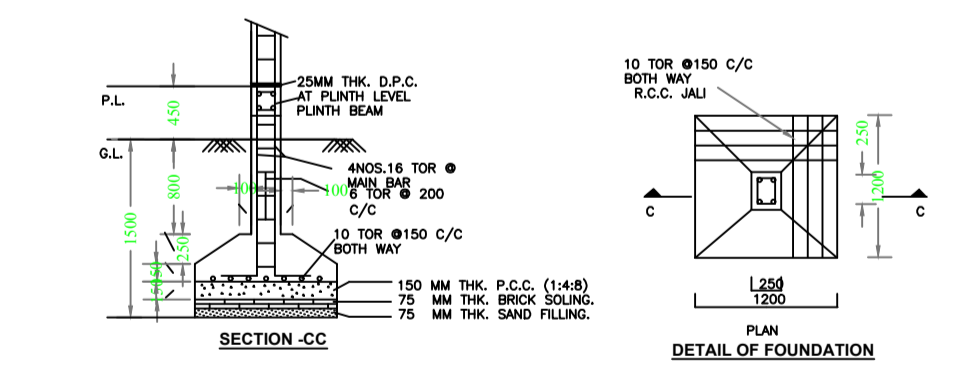 25MM THK. D.P.C.
AT PLINTH LEVEL
PLINTH BEAM
P.L.
450
G.L.
4NOS.16 TOR @
MAIN BAR
6 TOR @ 200
C/C
100
100
800
1500
250
10 TOR @150 C/C
BOTH WAY
150
150 MM THK. P.C.C. (1:4:8)
75 MM THK. BRICK SOLING.
75 MM THK. SAND FILLING.
SECTION -CC
10 TOR @150 C/C
BOTH WAY
R.C.C. JALI
250
1200
C
C
250
1200
PLAN
DETAIL OF FOUNDATION